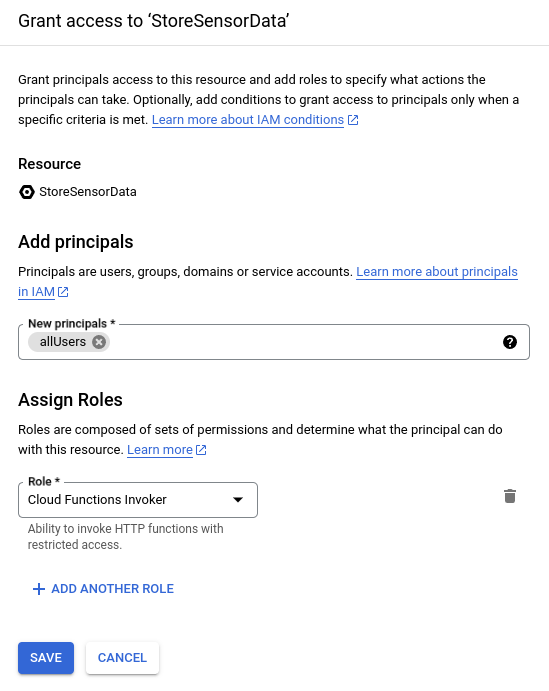 Grant access to ‘StoreSensorData’
Grant principals access to this resource and add roles to specify what actions the
principals can take. Optionally, add conditions to grant access to principals only when a
specific criteria is met. Learn more about IAM conditions
Resource
StoreSensorData
Add principals
Principals are users, groups, domains or service accounts. Learn more about principals
in IAM
New principals *
allUsers
Assign Roles
Roles are composed of sets of permissions and determine what the principal can do
with this resource. Learn more
Role *
Cloud Functions Invoker
Ability to invoke HTTP functions with
restricted access.
ADD ANOTHER ROLE
SAVE CANCEL